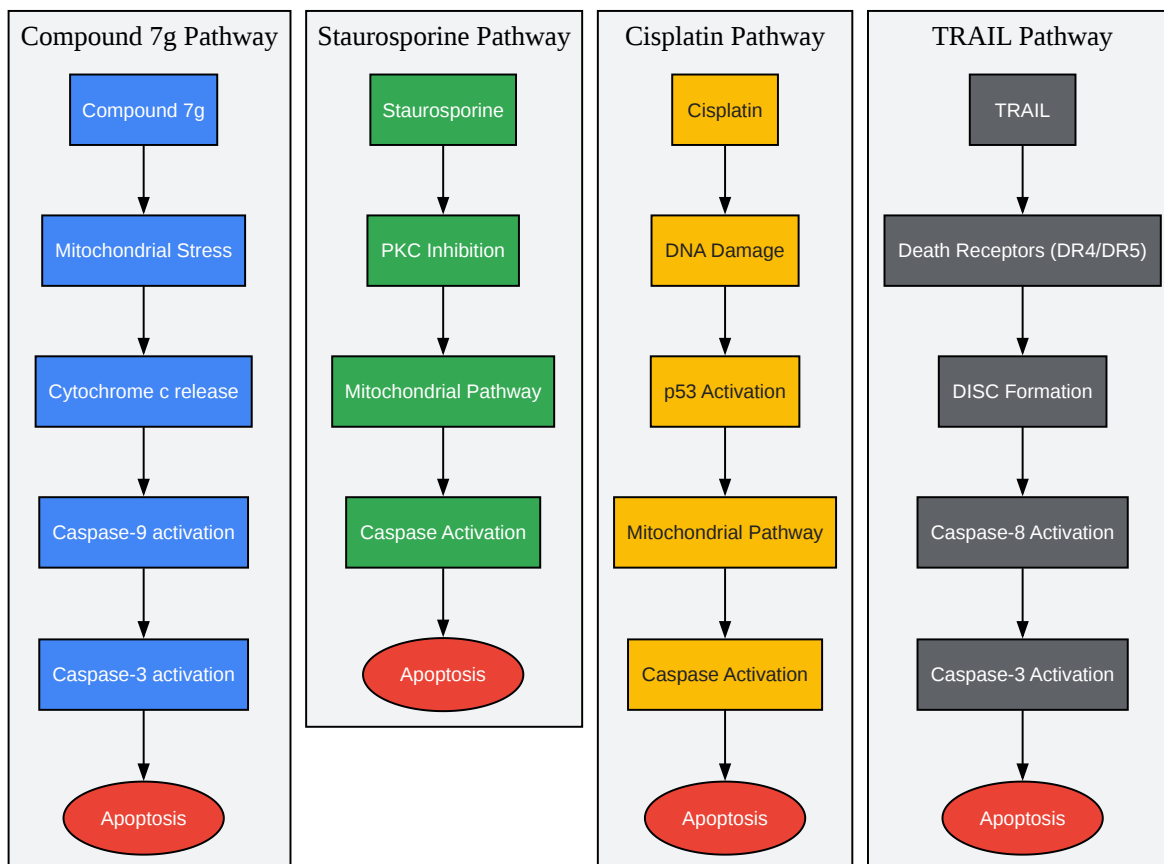 Compound 7g Pathway
Compound 7g
Mitochondrial Stress
Cytochrome c release
Caspase-9 activation
Caspase-3 activation
Apoptosis
Staurosporine Pathway
Staurosporine
PKC Inhibition
Mitochondrial Pathway
Caspase Activation
Apoptosis
Cisplatin Pathway
Cisplatin
DNA Damage
p53 Activation
Mitochondrial Pathway
Caspase Activation
Apoptosis
TRAIL Pathway
TRAIL
Death Receptors (DR4/DR5)
DISC Formation
Caspase-8 Activation
Caspase-3 Activation
Apoptosis